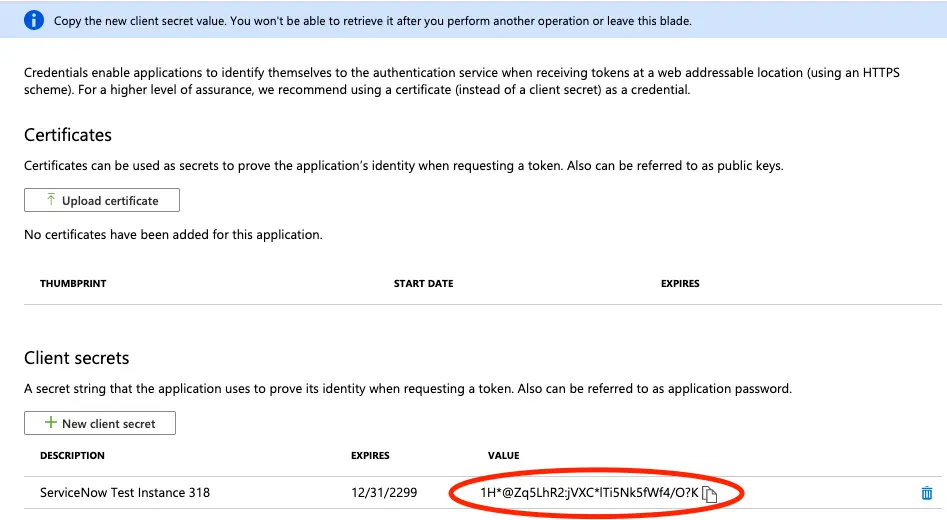 Copy the new client secret value. You won't be able to retrieve it after you perform another operation or leave this blade.
Credentials enable applications to identify themselves to the authentication service when receiving tokens at a web addressable location (using an HTTPS
scheme). For a higher level of assurance, we recommend using a certificate (instead of a client secret) as a credential.
Certificates
Certificates can be used as secrets to prove the application's identity when requesting a token. Also can be referred to as public keys.
Upload certificate
No certificates have been added for this application.
THUMBPRINT START DATE EXPIRES
Client secrets
A secret string that the application uses to prove its identity when requesting a token. Also can be referred to as application password.
New client secret
DESCRIPTION EXPIRES VALUE
ServiceNow Test Instance 318 12/31/2299 1H*@Zq5LhR2:jVXC*lTi5Nk5fWf4/O?K